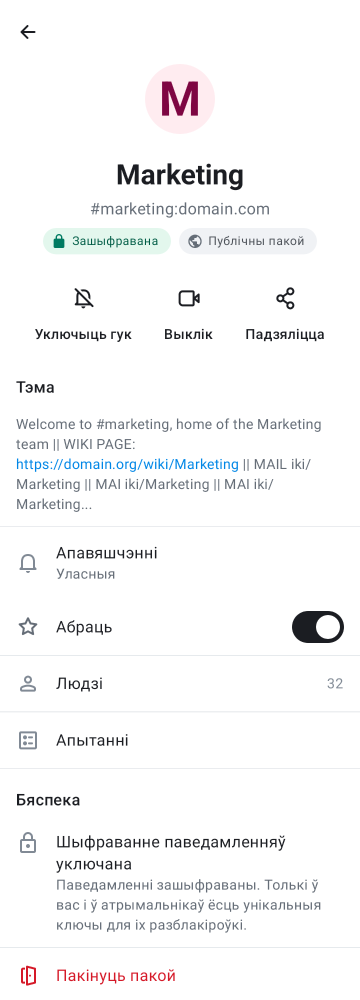 M
Marketing
#marketing:domain.com
Зашыфравана
Публічны пакой
Уключыць гук
Выклік
Падзяліцца
Тэма
Welcome to #marketing, home of the Marketing
team || WIKI PAGE:
https://domain.org/wiki/Marketing || MAIL iki/
Marketing || MAI iki/Marketing || MAI iki/
Marketing...
Апавяшчэнні
Уласныя
Абраць
Людзі 32
Апытанні
Бяспека
Шыфраванне паведамленняў
уключана
Паведамленні зашыфраваны. Толькі ў
вас і ў атрымальнікаў ёсць унікальныя
ключы для іх разблакіроўкі.
Пакінуць пакой